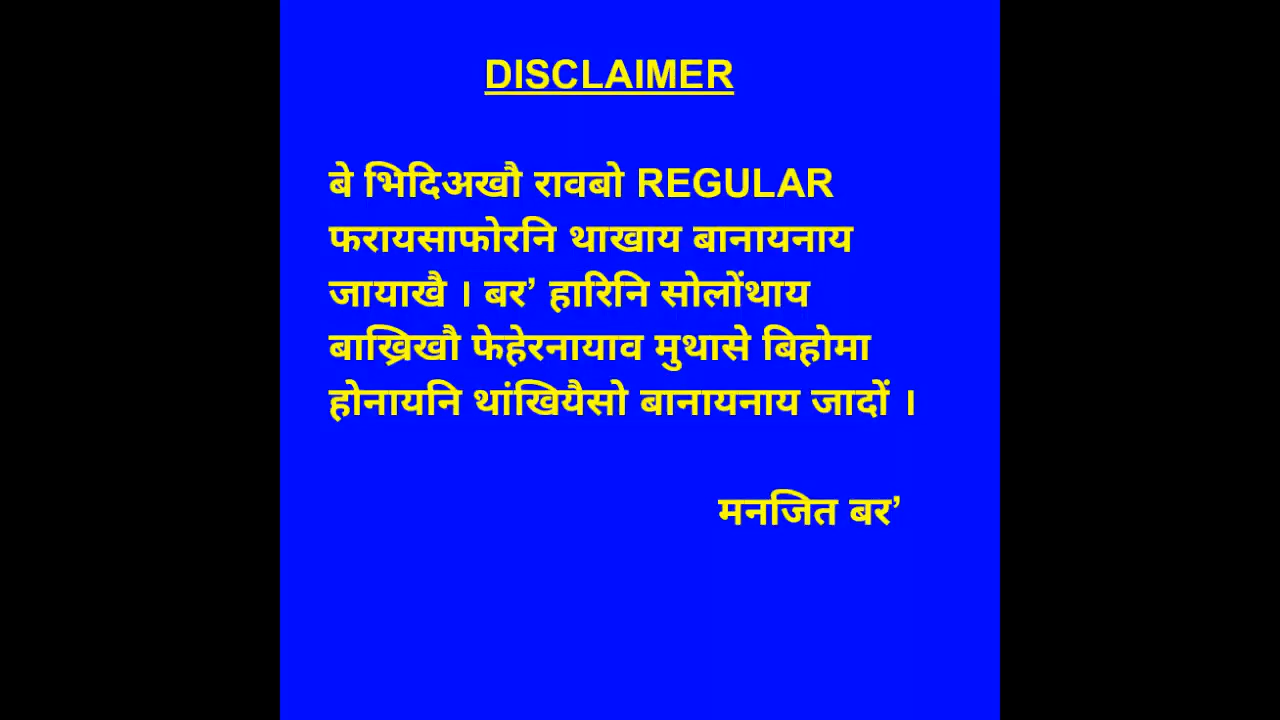 DISCLAIMER
बे भिदिअखौ रावबो REGULAR
फरायसाफोरनि थाखाय बानायनाय
जायाखै । बर’ हारिनि सोलोंथाय
बाख्रिखौ फेहेरनायाव मुथासे बिहोमा
होनायनि थांखियैसो बानायनाय जादों ।
मनजित बर’